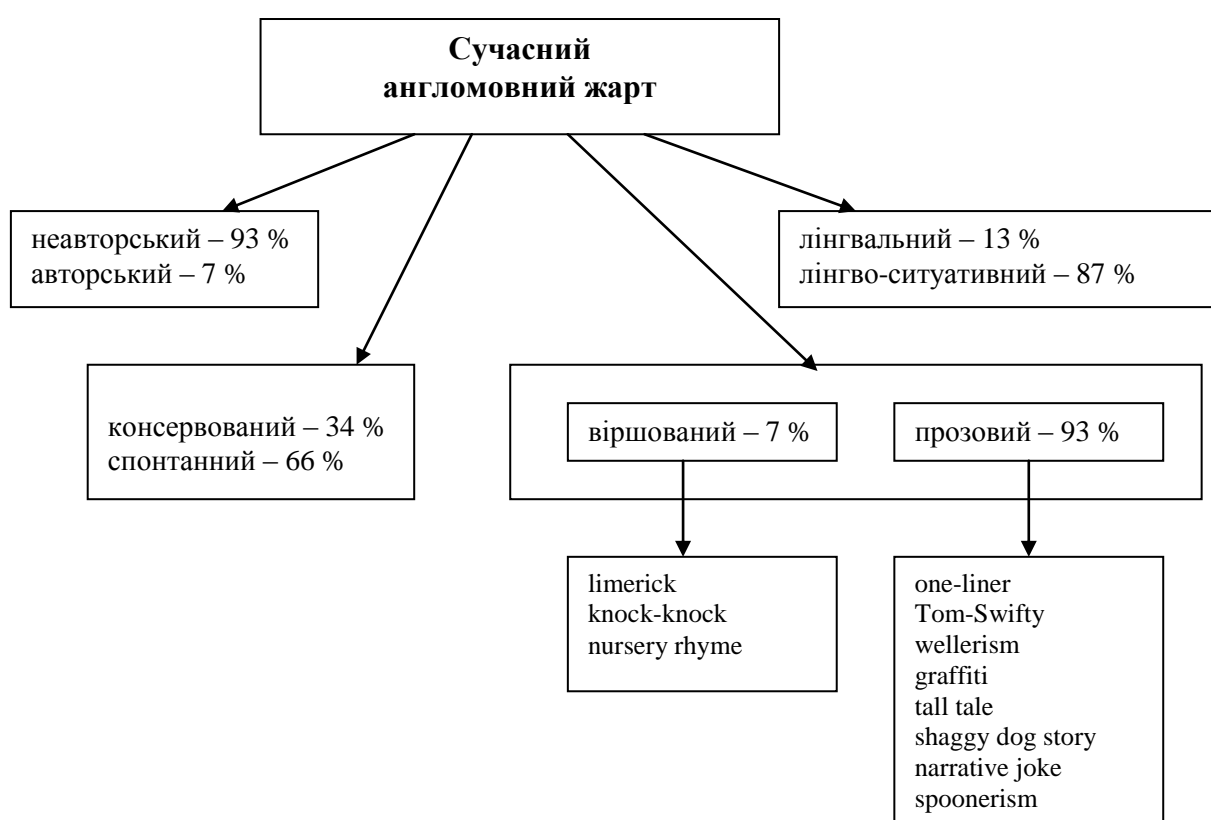 Сучасний
англомовний жарт
неавторський – 93 %
авторський – 7 %
лінгвальний – 13 %
лінгво-ситуативний – 87 %
консервований – 34 %
спонтанний – 66 %
віршований – 7 %
прозовий – 93 %
limerick
knock-knock
nursery rhyme
one-liner
Tom-Swifty
wellerism
graffiti
tall tale
shaggy dog story
narrative joke
spoonerism